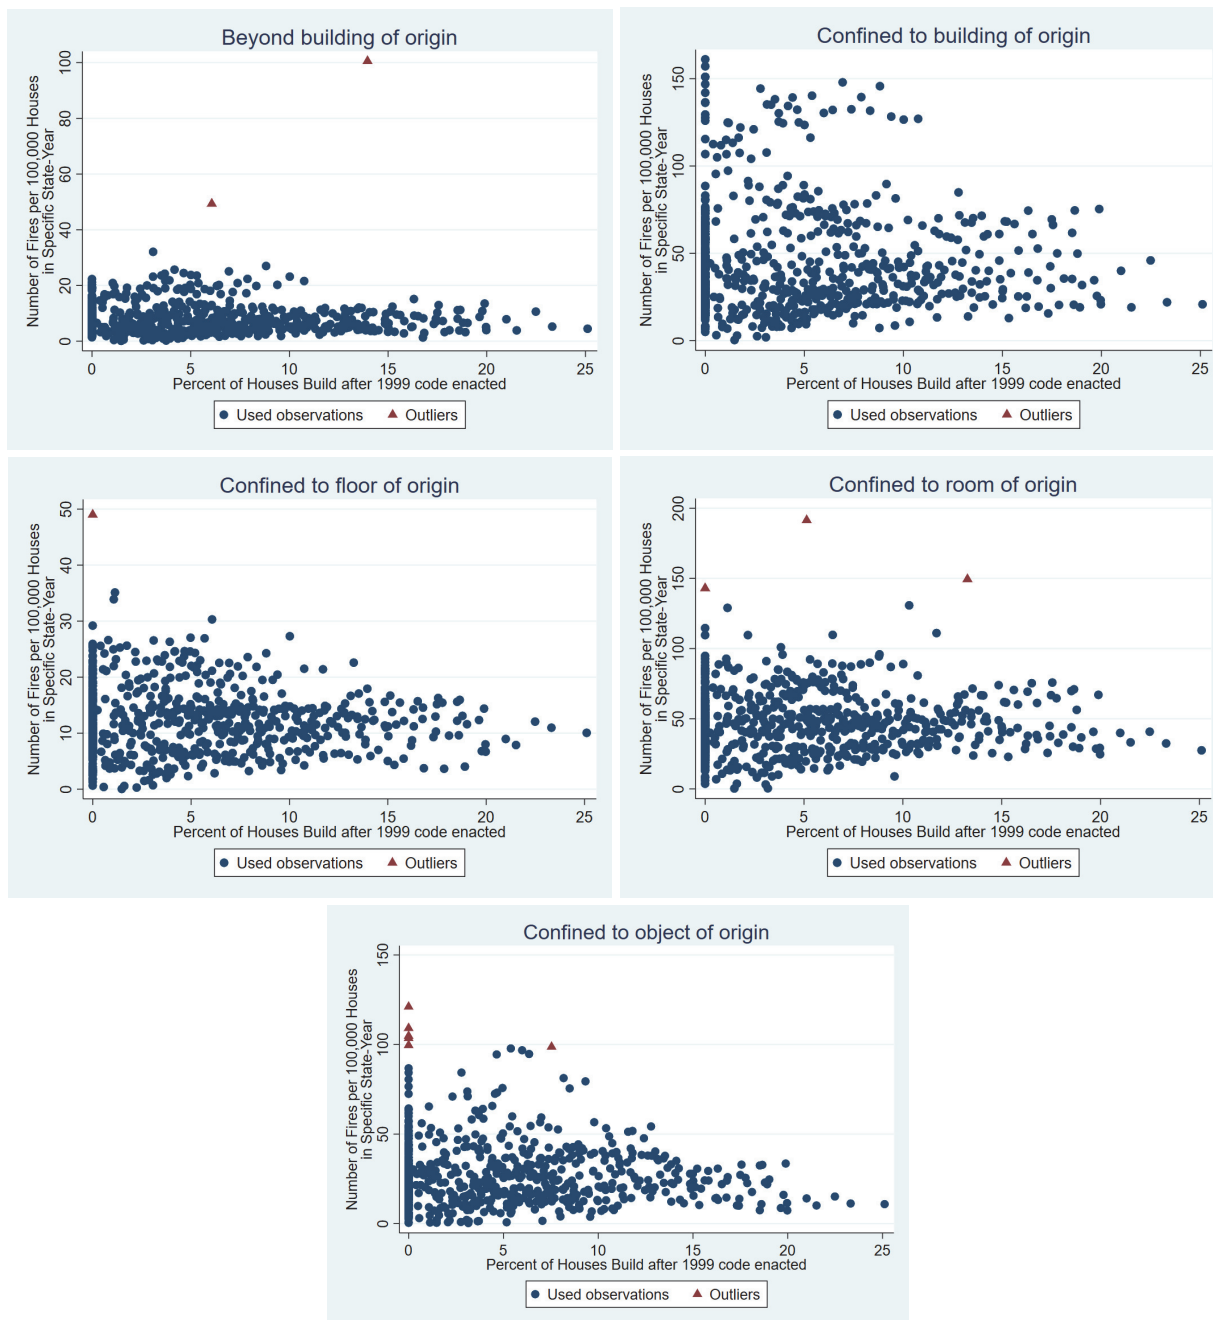 Beyond building of origin
Number of Fires per 100,000 Houses
in Specific State-Year
100
80
60
40
20
0
0 5 10 15 20 25
Percent of Houses Build after 1999 code enacted
Used observations Outliers
Confined to building of origin
Number of Fires per 100,000 Houses
in Specific State-Year
150
100
50
0
0 5 10 15 20 25
Percent of Houses Build after 1999 code enacted
Used observations Outliers
Confined to floor of origin
Number of Fires per 100,000 Houses
in Specific State-Year
50
40
30
20
10
0
0 5 10 15 20 25
Percent of Houses Build after 1999 code enacted
Used observations Outliers
Confined to room of origin
Number of Fires per 100,000 Houses
in Specific State-Year
200
150
100
50
0
0 5 10 15 20 25
Percent of Houses Build after 1999 code enacted
Used observations Outliers
Confined to object of origin
Number of Fires per 100,000 Houses
in Specific State-Year
150
100
50
0
0 5 10 15 20 25
Percent of Houses Build after 1999 code enacted
Used observations Outliers